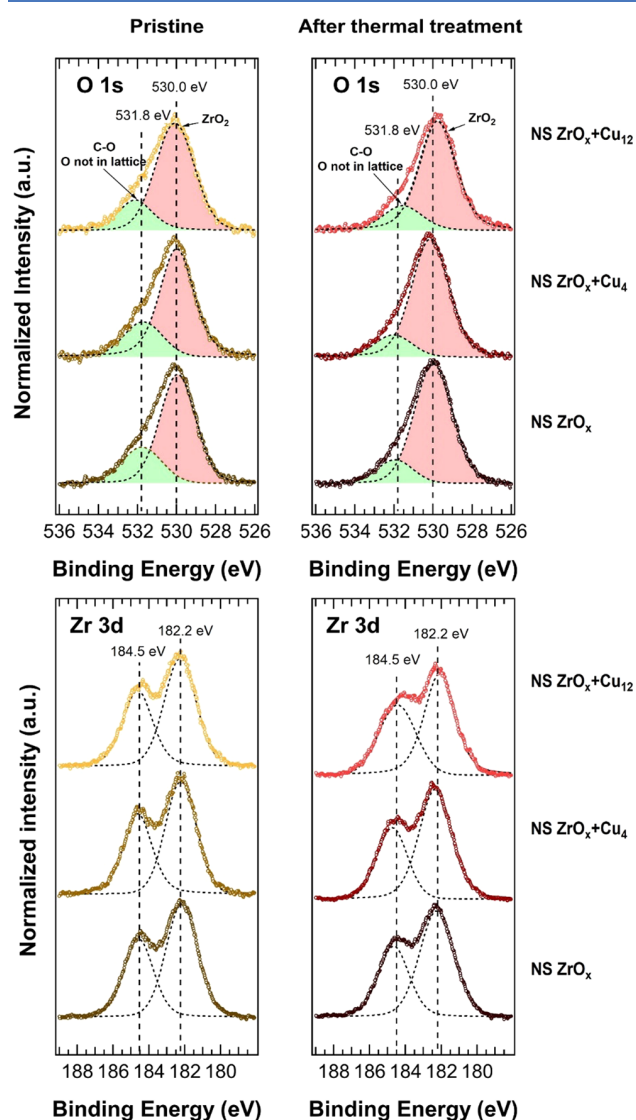 Pristine
After thermal treatment
Normalized Intensity (a.u.)
O 1s
530.0 eV
531.8 eV
ZrO₂
C-O
O not in lattice
536 534 532 530 528 526
Binding Energy (eV)
O 1s
530.0 eV
531.8 eV
ZrO₂
C-O
O not in lattice
536 534 532 530 528 526
Binding Energy (eV)
NS ZrOₓ+Cu₁₂
NS ZrOₓ+Cu₄
NS ZrOₓ
Normalized intensity (a.u.)
Zr 3d
182.2 eV
184.5 eV
188 186 184 182 180
Binding Energy (eV)
Zr 3d
182.2 eV
184.5 eV
188 186 184 182 180
Binding Energy (eV)
NS ZrOₓ+Cu₁₂
NS ZrOₓ+Cu₄
NS ZrOₓ